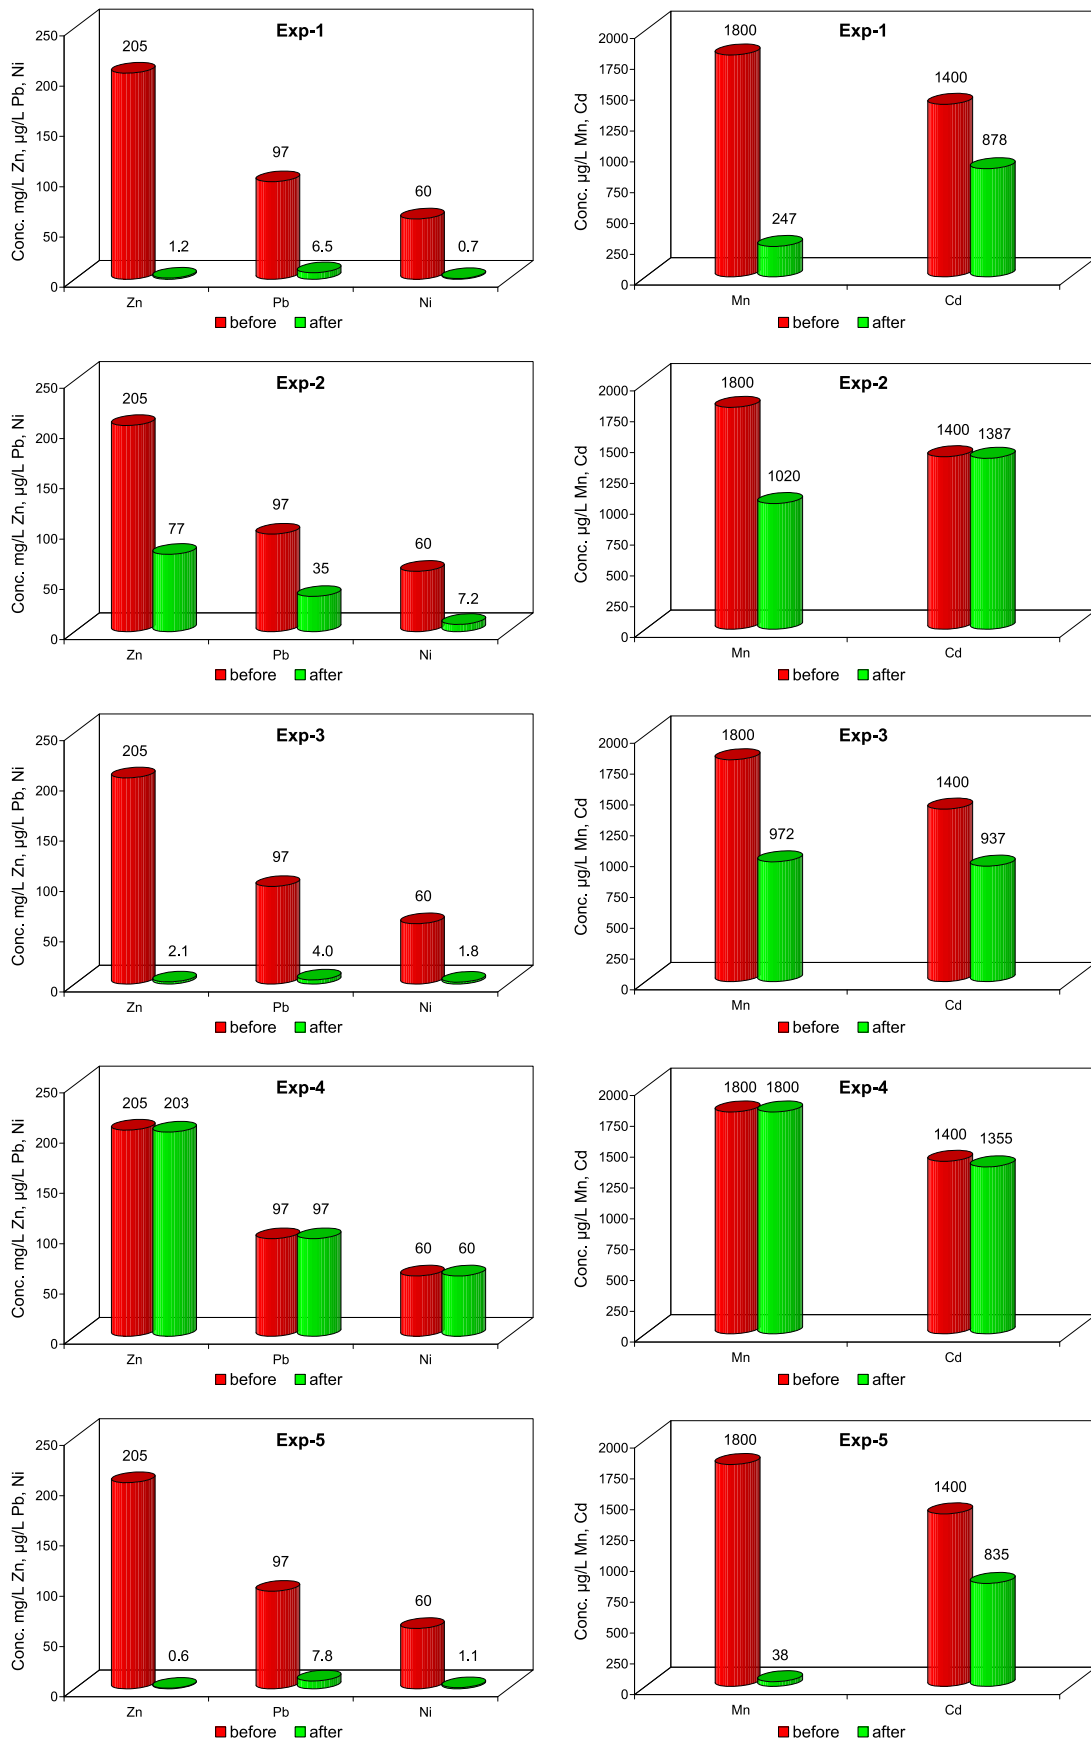 Exp-1
Conc. mg/L Zn, µg/L Pb, Ni
250
200
150
100
50
0
205
1.2
97
6.5
60
0.7
Zn Pb Ni
before after
Exp-1
Conc. µg/L Mn, Cd
2000
1750
1500
1250
1000
750
500
250
0
1800
247
1400
878
Mn Cd
before after
Exp-2
Conc. mg/L Zn, µg/L Pb, Ni
250
200
150
100
50
0
205
77
97
35
60
7.2
Zn Pb Ni
before after
Exp-2
Conc. µg/L Mn, Cd
2000
1750
1500
1250
1000
750
500
250
0
1800
1020
1400 1387
Mn Cd
before after
Exp-3
Conc. mg/L Zn, µg/L Pb, Ni
250
200
150
100
50
0
205
2.1
97
4.0
60
1.8
Zn Pb Ni
before after
Exp-3
Conc. µg/L Mn, Cd
2000
1750
1500
1250
1000
750
500
250
0
1800
972
1400
937
Mn Cd
before after
Exp-4
Conc. mg/L Zn, µg/L Pb, Ni
250
200
150
100
50
0
205 203
97 97
60 60
Zn Pb Ni
before after
Exp-4
Conc. µg/L Mn, Cd
2000
1750
1500
1250
1000
750
500
250
0
1800 1800
1400 1355
Mn Cd
before after
Exp-5
Conc. mg/L Zn, µg/L Pb, Ni
250
200
150
100
50
0
205
0.6
97
7.8
60
1.1
Zn Pb Ni
before after
Exp-5
Conc. µg/L Mn, Cd
2000
1750
1500
1250
1000
750
500
250
0
1800
38
1400
835
Mn Cd
before after